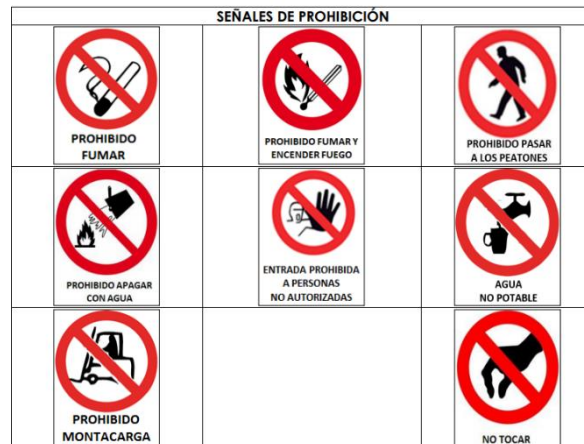 SEÑALES DE PROHIBICIÓN
PROHIBIDO
FUMAR
PROHIBIDO FUMAR Y
ENCENDER FUEGO
PROHIBIDO PASAR
A LOS PEATONES
PROHIBIDO APAGAR
CON AGUA
ENTRADA PROHIBIDA
A PERSONAS
NO AUTORIZADAS
AGUA
NO POTABLE
PROHIBIDO
MONTACARGA
NO TOCAR